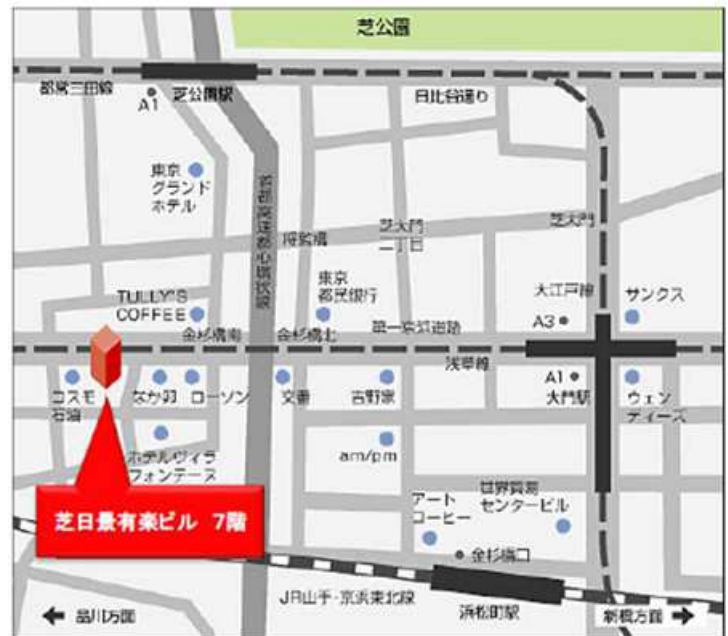 芝公園
都営三田線
芝公園駅
A1
日比谷通り
東京
グランド
ホテル
首都高速都心環状線
将監橋
芝大門
二丁目
芝大門
TULLY'S
COFFEE
東京
都民銀行
大江戸線
サンクス
A3
金杉橋南
金杉橋北
第一京浜道路
浅草線
コスモ
石油
なか卯
ローソン
交番
吉野家
A1
大門駅
ウェン
ディーズ
ホテルヴィラ
フォンテーヌ
am/pm
芝日景有楽ビル 7階
アート
コーヒー
世界貿易
センタービル
金杉橋口
JR山手・京浜東北線
浜松町駅
← 品川方面
新橋方面 →